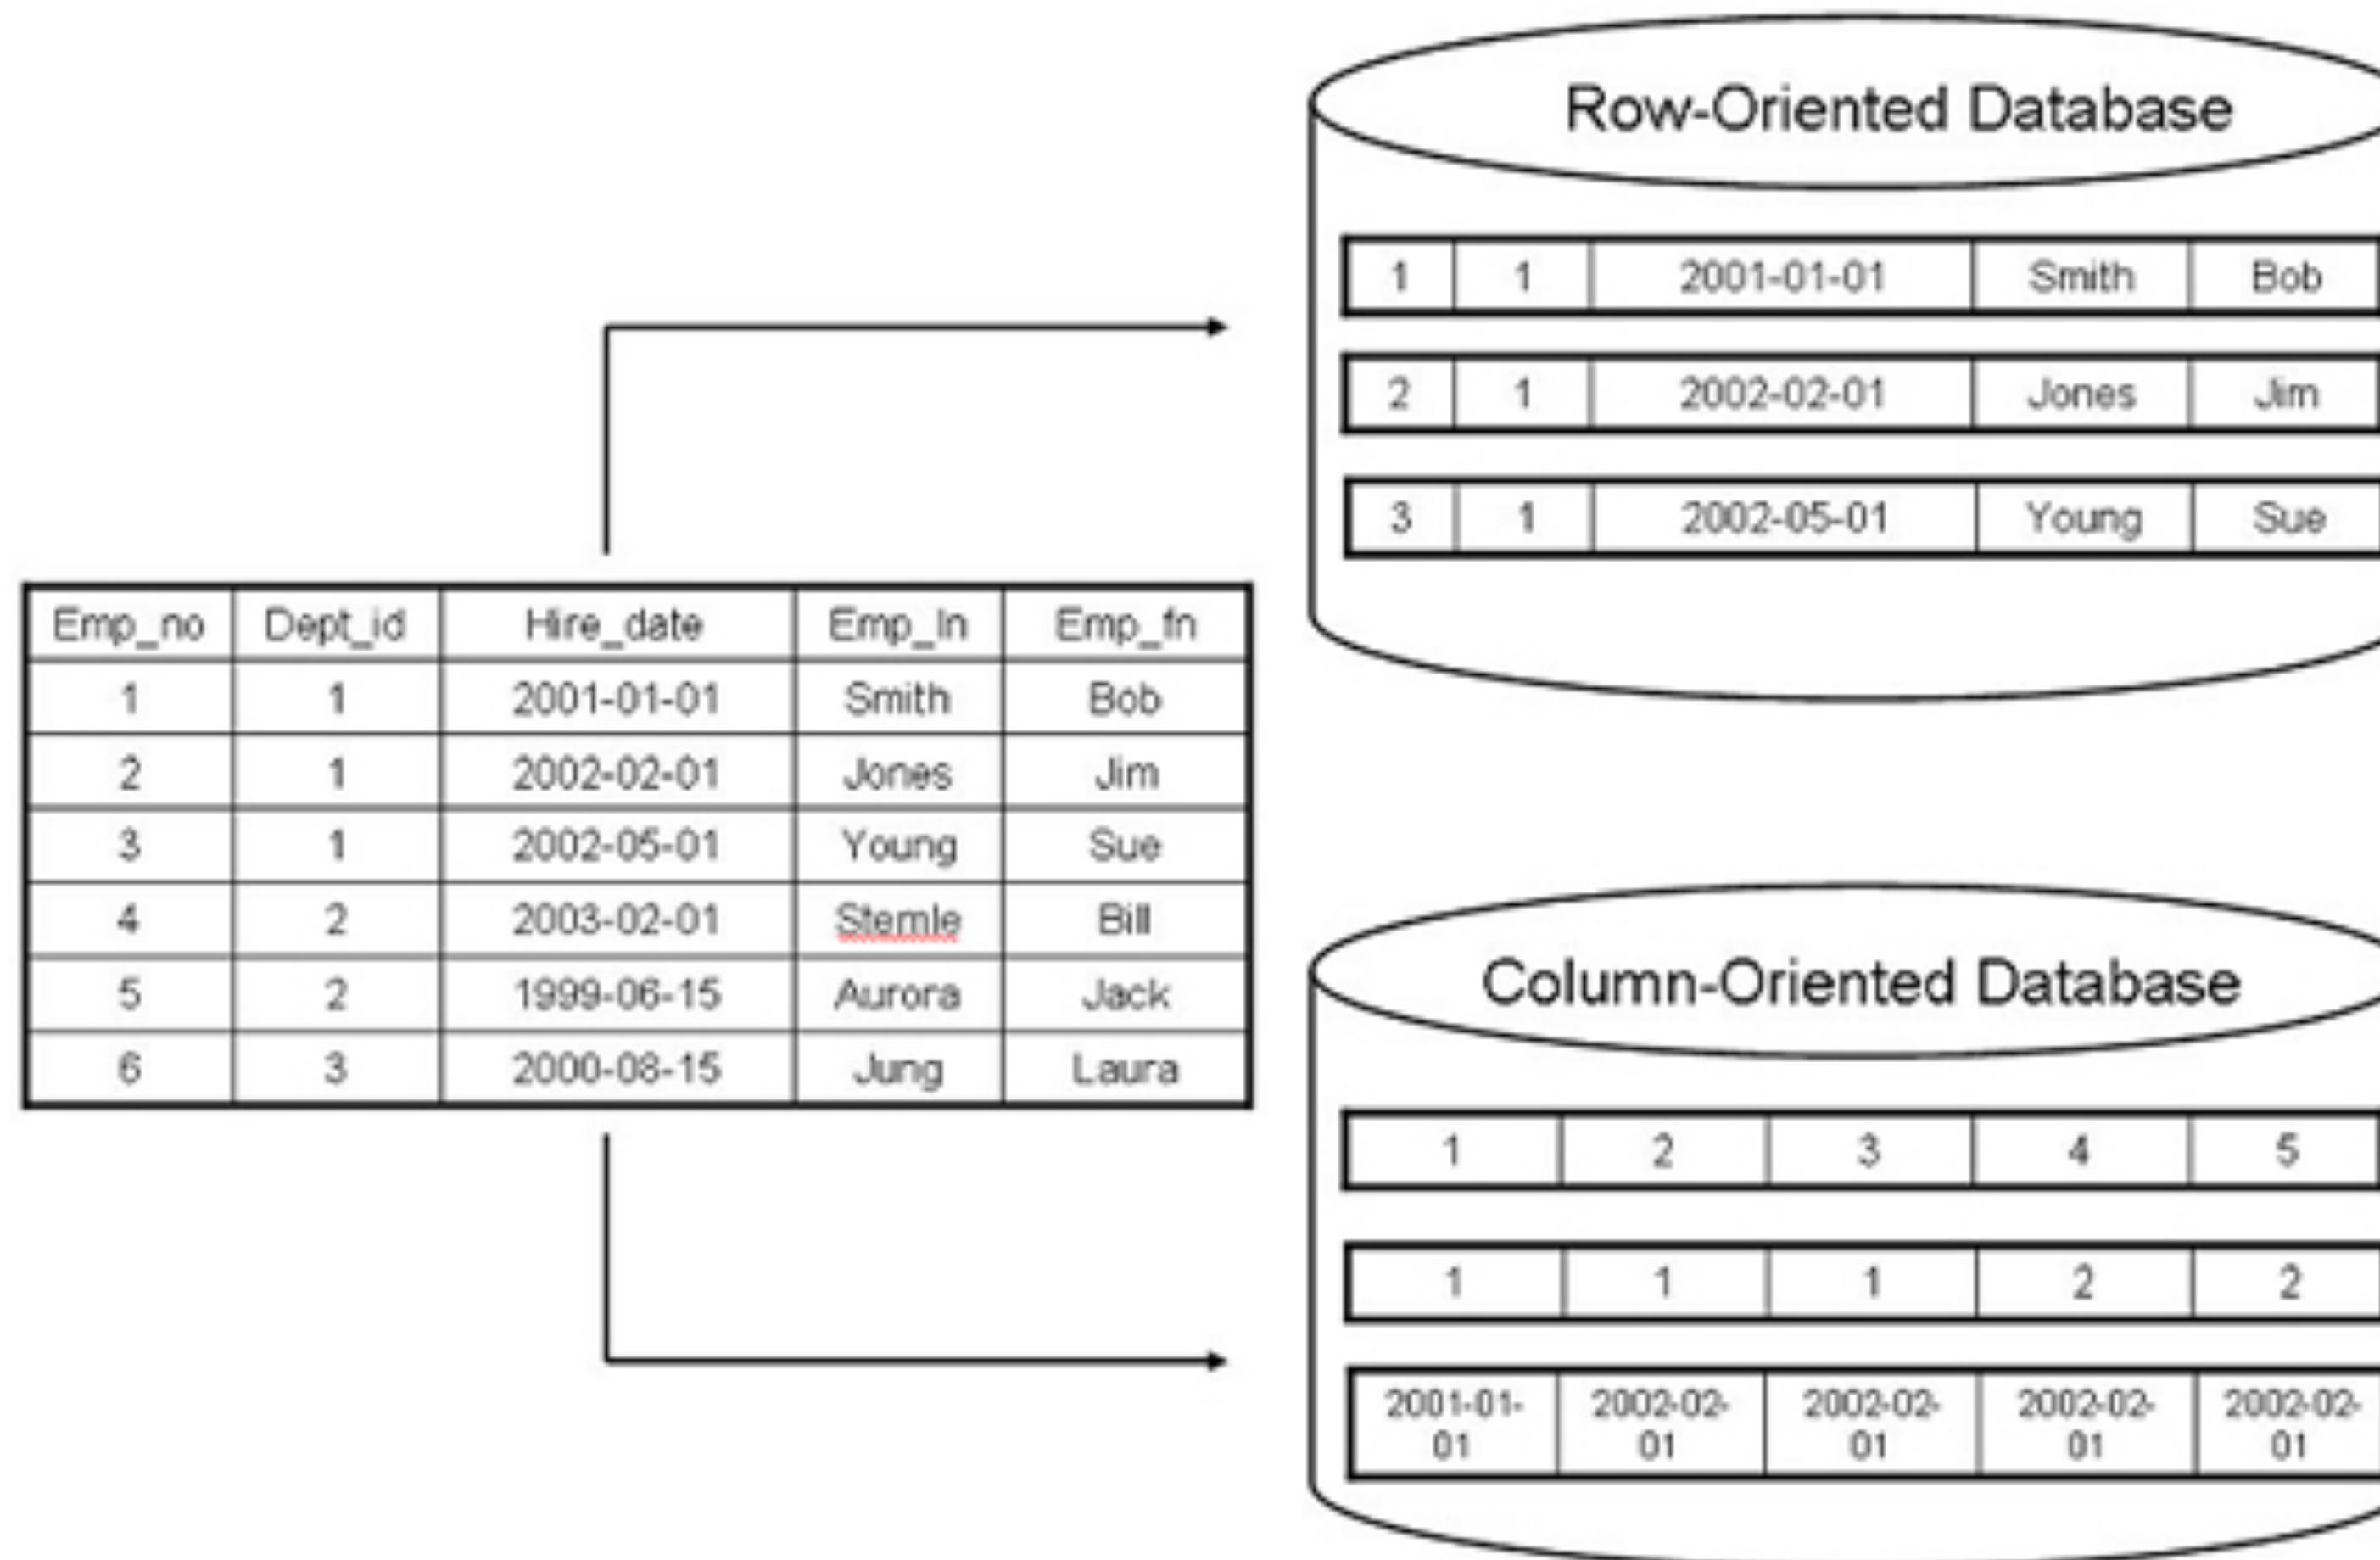 Row-Oriented Database
1 1 2001-01-01 Smith Bob
2 1 2002-02-01 Jones Jim
3 1 2002-05-01 Young Sue
Emp_no Dept_id Hire_date Emp_ln Emp_fn
1 1 2001-01-01 Smith Bob
2 1 2002-02-01 Jones Jim
3 1 2002-05-01 Young Sue
4 2 2003-02-01 Stemle Bill
5 2 1999-06-15 Aurora Jack
6 3 2000-08-15 Jung Laura
Column-Oriented Database
1 2 3 4 5
1 1 1 2 2
2001-01- 2002-02- 2002-02- 2002-02- 2002-02-
01 01 01 01 01